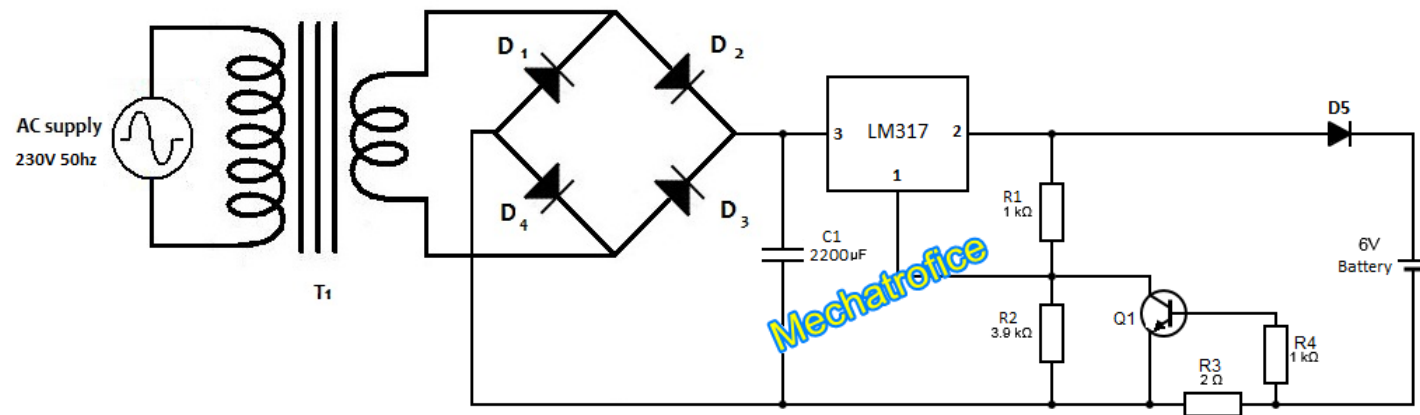 AC supply
230V 50hz
T1
D1
D2
D4
D3
3
LM317
2
1
C1
2200µF
R1
1 kΩ
R2
3.9 kΩ
Q1
R3
2 Ω
R4
1 kΩ
D5
6V
Battery
Mechatrofice